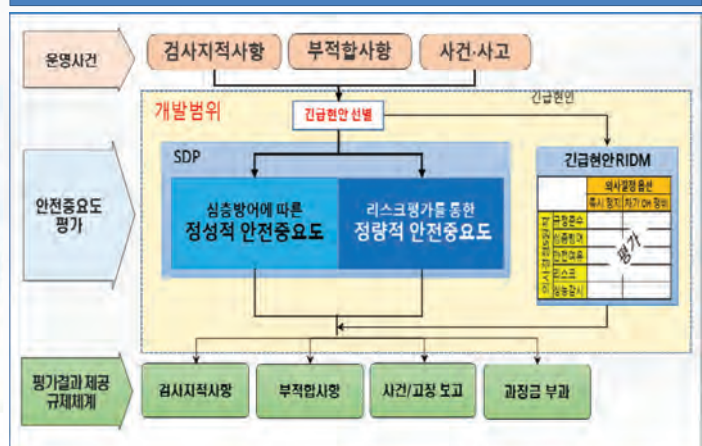 운영사건
검사지적사항
부적합사항
사건·사고
개발범위
긴급현안 선별
긴급현안
안전중요도
평가
SDP
심층방어에 따른
정성적 안전중요도
리스크평가를 통한
정량적 안전중요도
긴급현안 RIDM
의사결정 옵션
즉시 정지
차기 OH 정비
규정준수
심층방어
안전여유
리스크
성능감시
평가
평가결과 제공
규제체계
검사지적사항
부적합사항
사건/고장 보고
과징금 부과